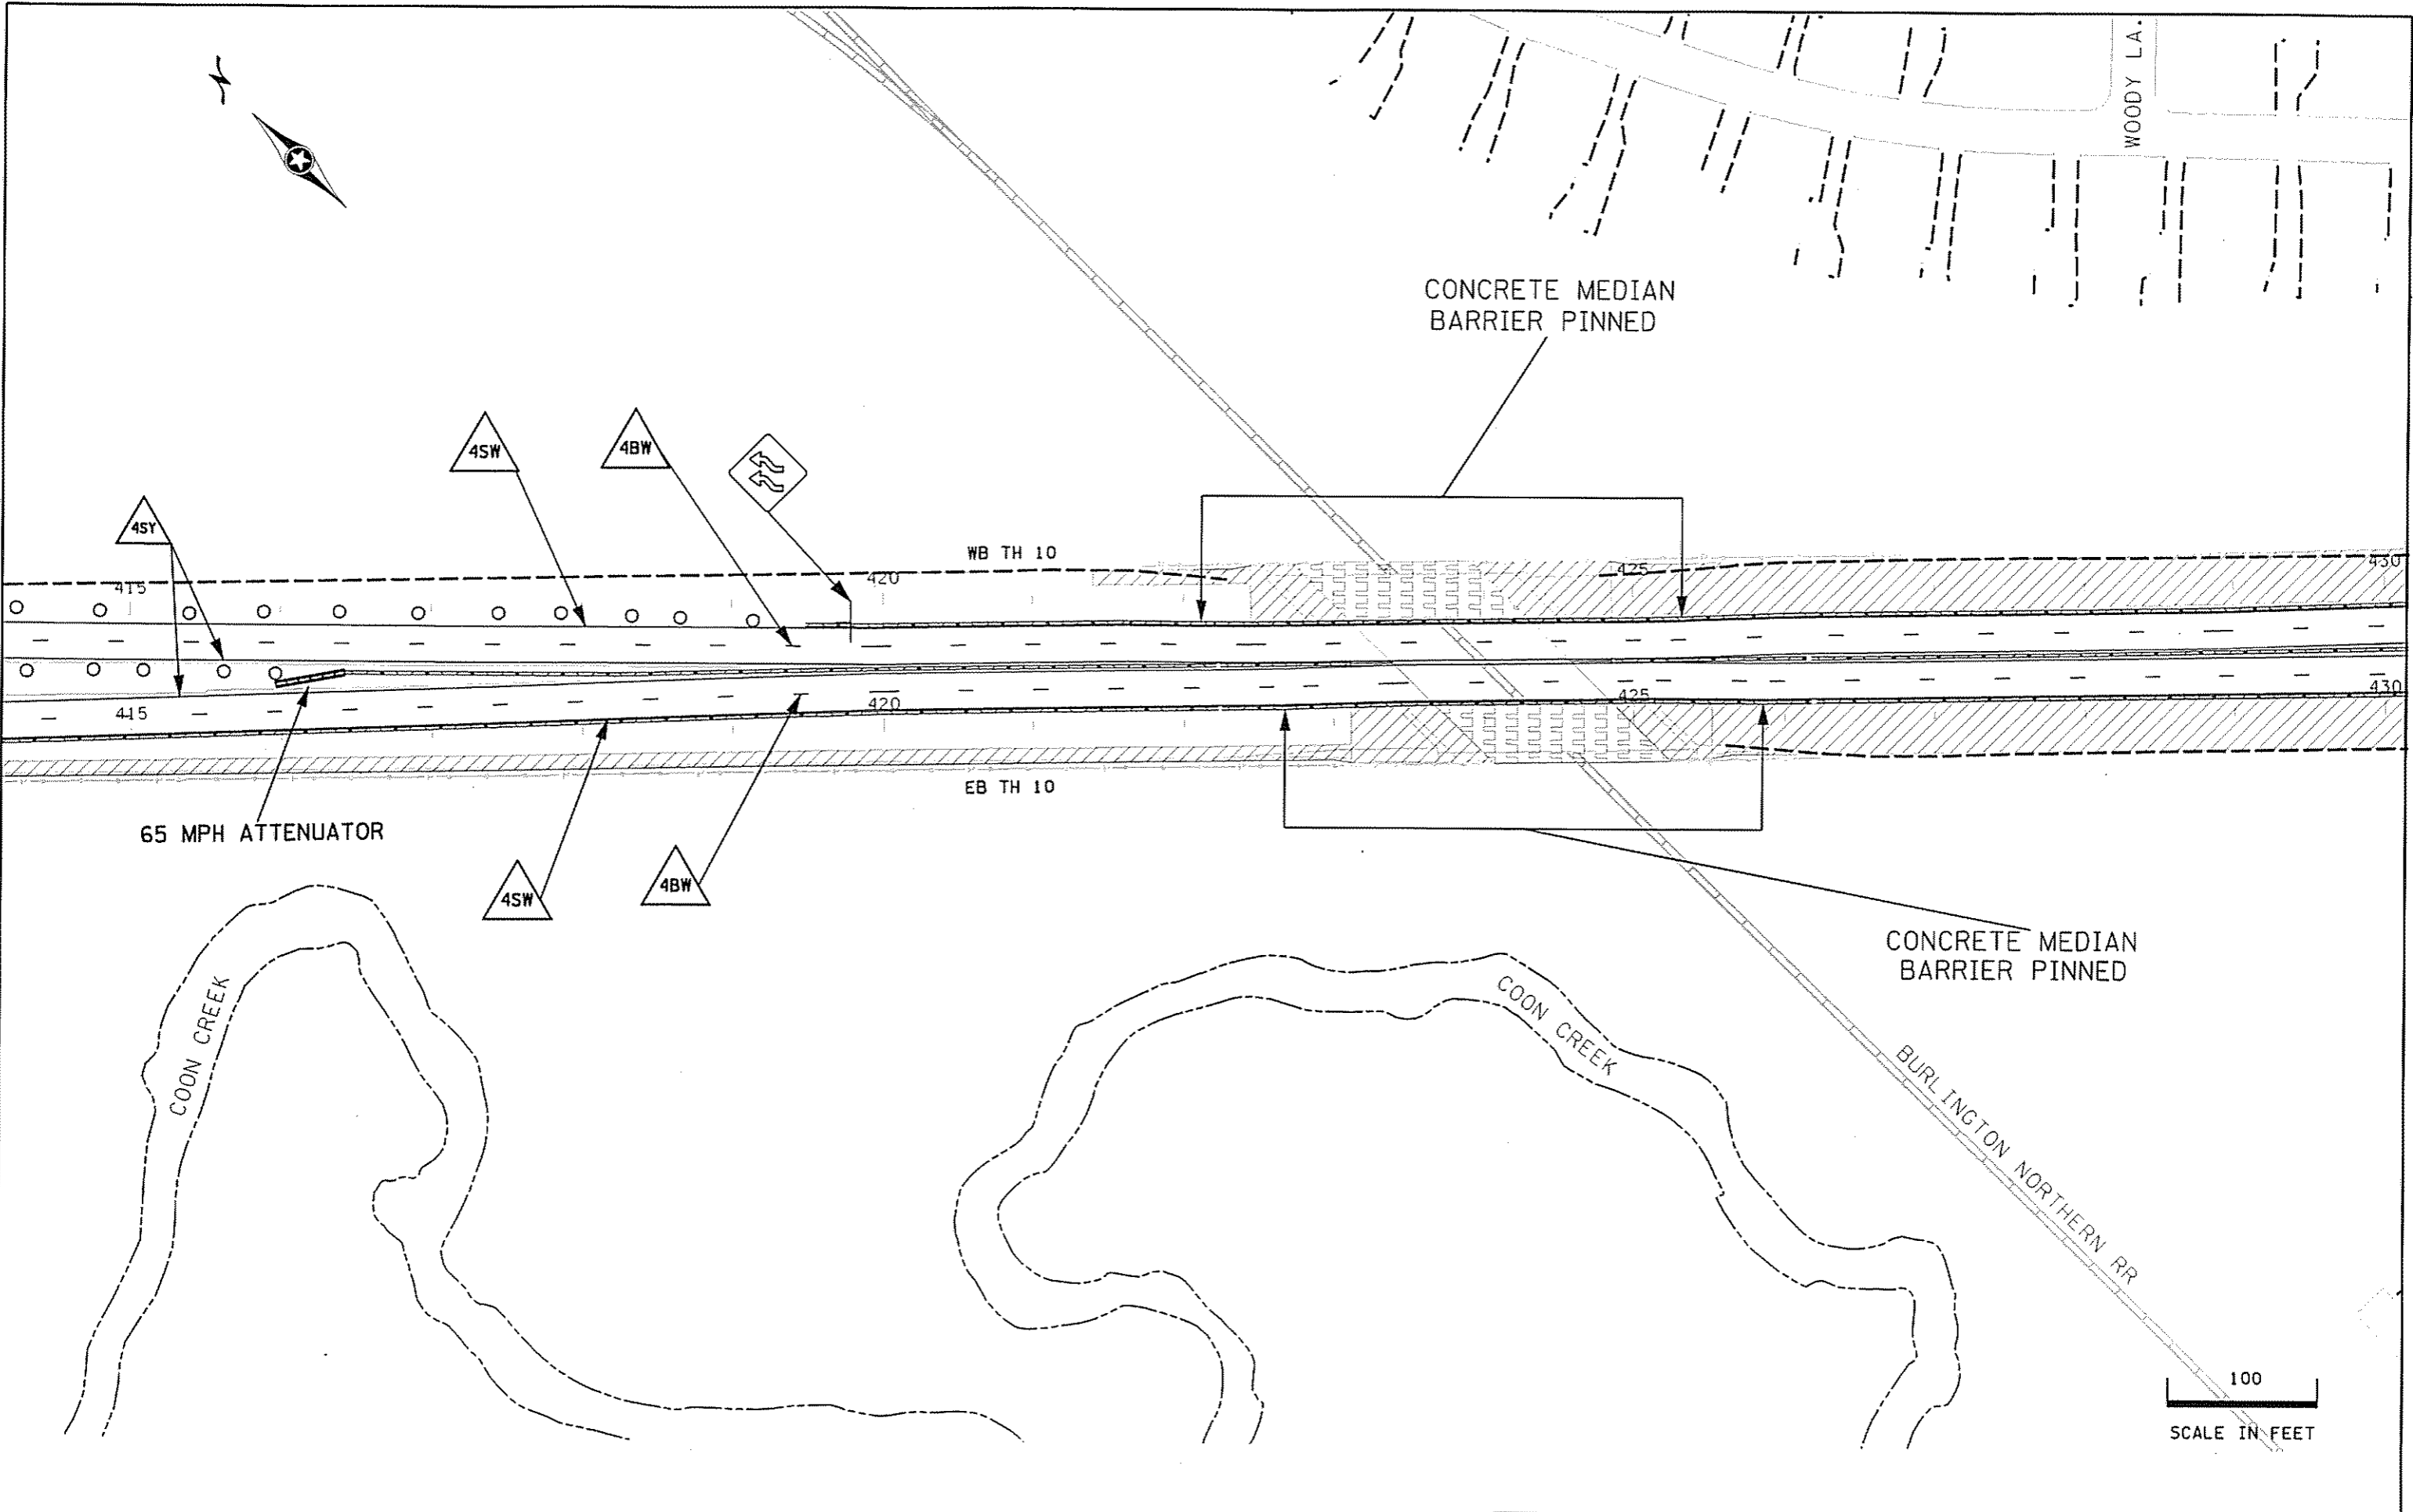 N
WOODY LA.
CONCRETE MEDIAN
BARRIER PINNED
4SW
4BW
4SY
WB TH 10
415
420
425
430
415
420
425
430
EB TH 10
65 MPH ATTENUATOR
4SW
4BW
CONCRETE MEDIAN
BARRIER PINNED
COON CREEK
COON CREEK
BURLINGTON NORTHERN RR
100
SCALE IN FEET